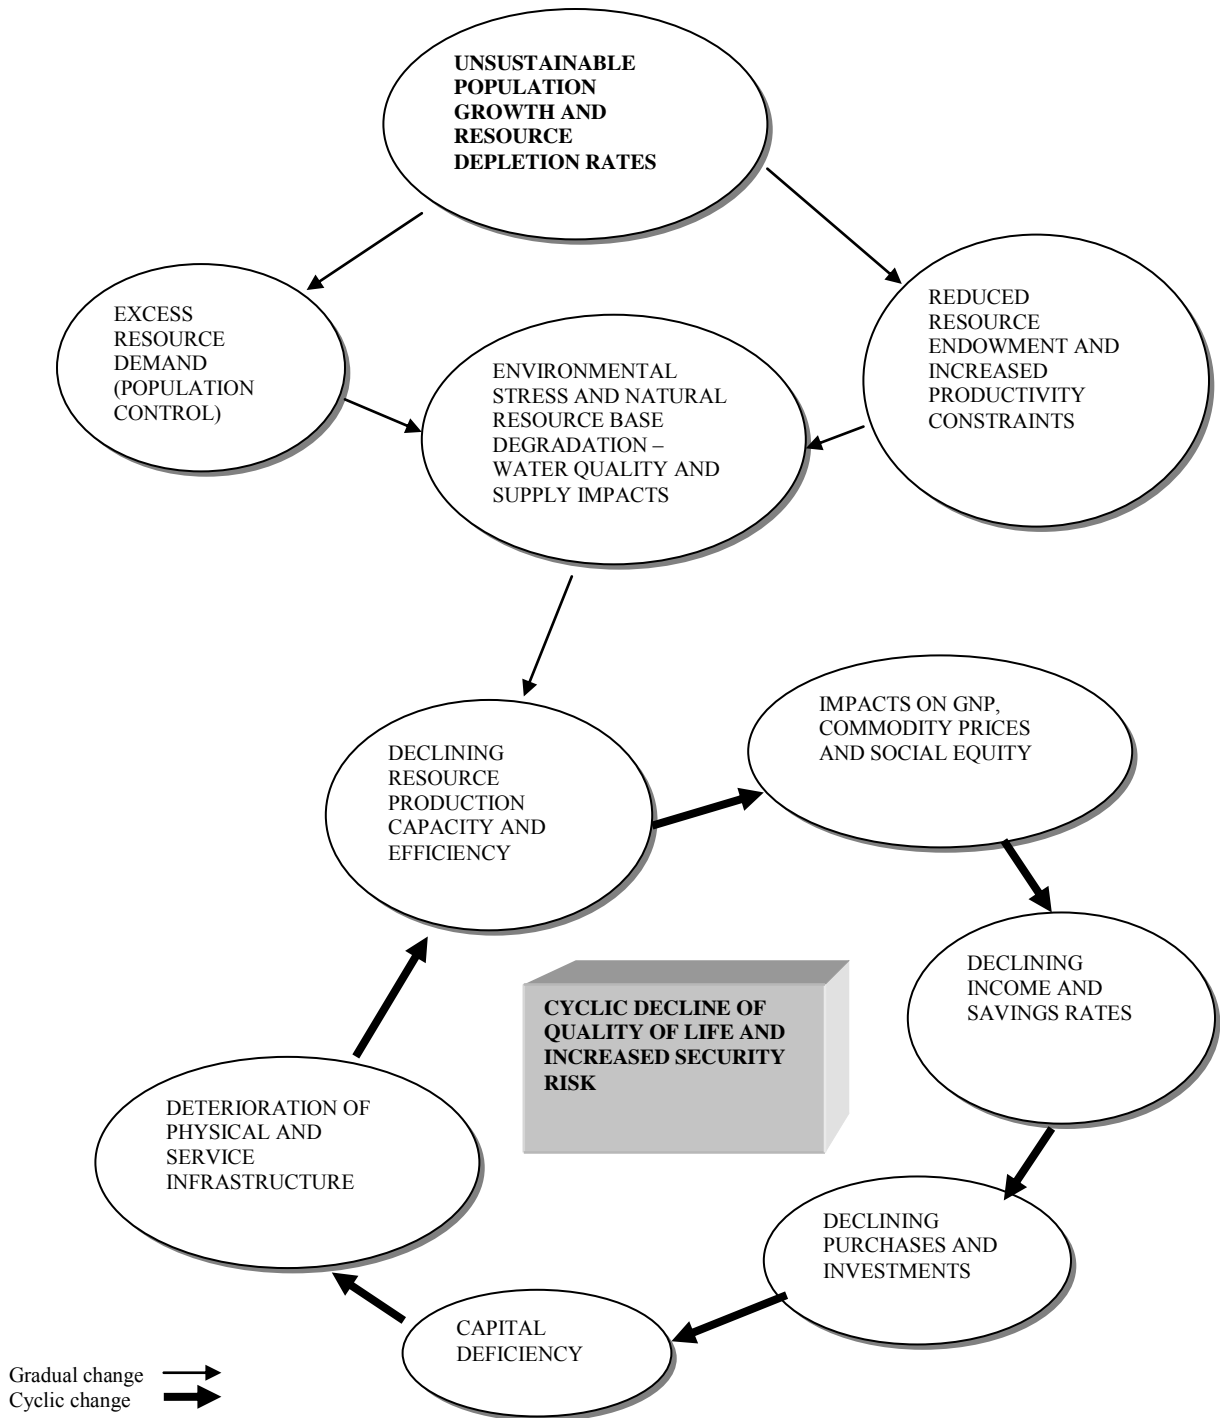 UNSUSTAINABLE
POPULATION
GROWTH AND
RESOURCE
DEPLETION RATES
EXCESS
RESOURCE
DEMAND
(POPULATION
CONTROL)
ENVIRONMENTAL
STRESS AND NATURAL
RESOURCE BASE
DEGRADATION –
WATER QUALITY AND
SUPPLY IMPACTS
REDUCED
RESOURCE
ENDOWMENT AND
INCREASED
PRODUCTIVITY
CONSTRAINTS
DECLINING
RESOURCE
PRODUCTION
CAPACITY AND
EFFICIENCY
IMPACTS ON GNP,
COMMODITY PRICES
AND SOCIAL EQUITY
DECLINING
INCOME AND
SAVINGS RATES
CYCLIC DECLINE OF
QUALITY OF LIFE AND
INCREASED SECURITY
RISK
DETERIORATION OF
PHYSICAL AND
SERVICE
INFRASTRUCTURE
DECLINING
PURCHASES AND
INVESTMENTS
CAPITAL
DEFICIENCY
Gradual change
Cyclic change